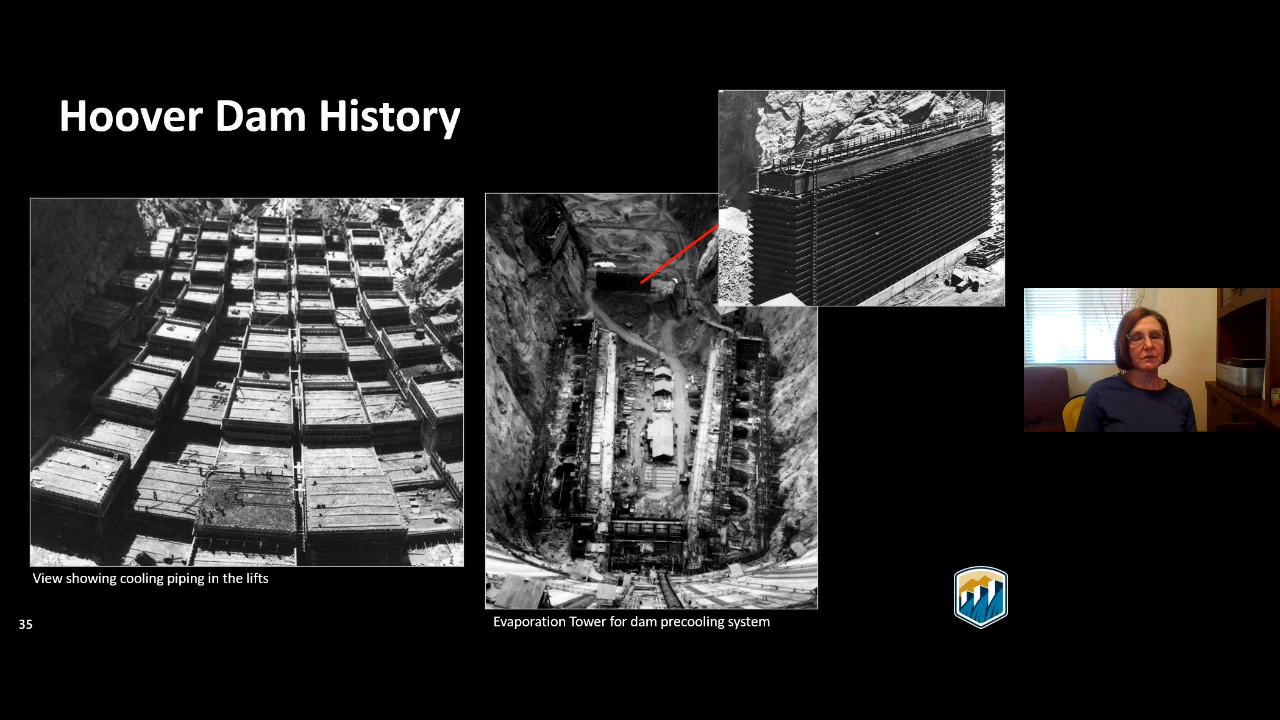 Hoover Dam History
View showing cooling piping in the lifts
Evaporation Tower for dam precooling system
35